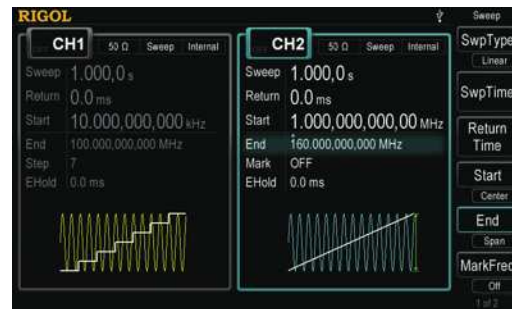 RIGOL
Sweep
CH1 50 Ω Sweep Internal
Sweep 1.000,0 s
Return 0.0 ms
Start 10.000,000,000 kHz
End 100.000,000,000 MHz
Step 7
EHold 0.0 ms
CH2 50 Ω Sweep Internal
Sweep 1.000,0 s
Return 0.0 ms
Start 1.000,000,000,00 MHz
End 160.000,000,000 MHz
Mark OFF
EHold 0.0 ms
SwpType
Linear
SwpTime
Return
Time
Start
Center
End
Span
MarkFreq
Off
1 of 2